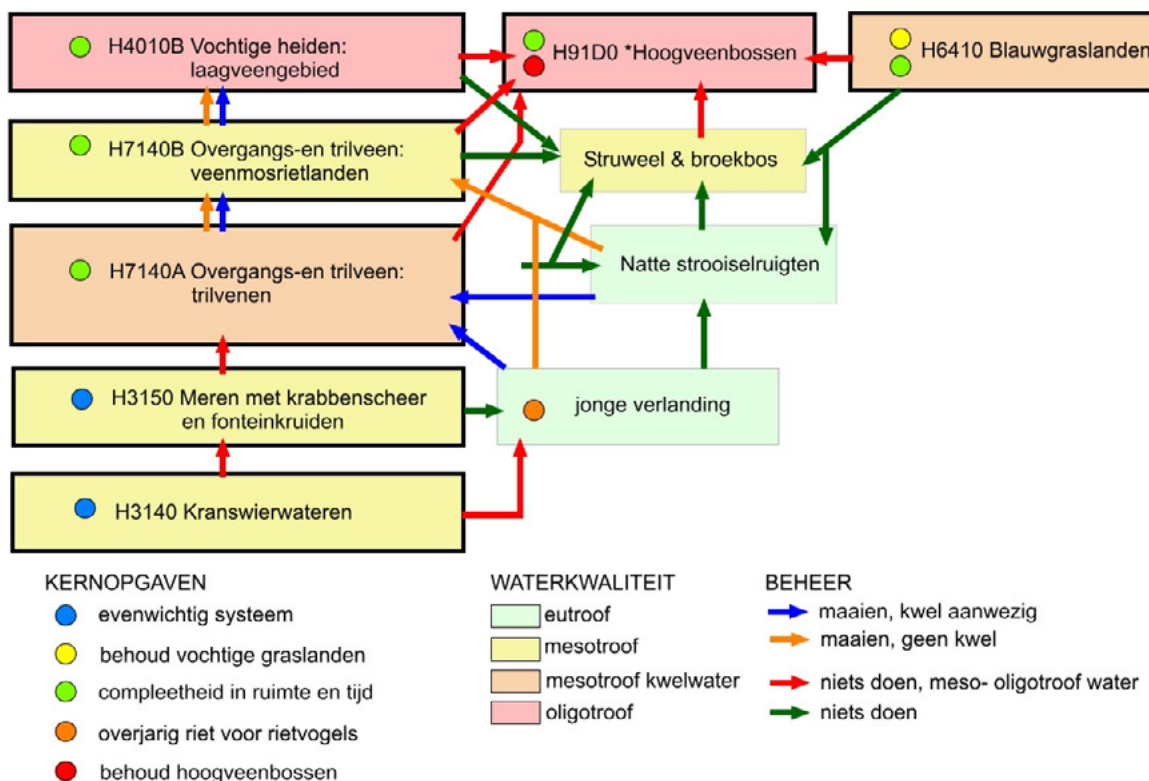 H4010B Vochtige heiden:
laagveengebied
H91D0 *Hoogveenbossen
H6410 Blauwgraslanden
H7140B Overgangs-en trilveen:
veenmosrietlanden
Struweel & broekbos
H7140A Overgangs-en trilveen:
trilvenen
Natte strooiselruigten
H3150 Meren met krabbenscheer
en fonteinkruiden
jonge verlanding
H3140 Kranswierwateren
KERNOPGAVEN
evenwichtig systeem
behoud vochtige graslanden
compleetheid in ruimte en tijd
overjarig riet voor rietvogels
behoud hoogveenbossen
WATERKWALITEIT
eutroof
mesotroof
mesotroof kwelwater
oligotroof
BEHEER
maaien, kwel aanwezig
maaien, geen kwel
niets doen, meso- oligotroof water
niets doen